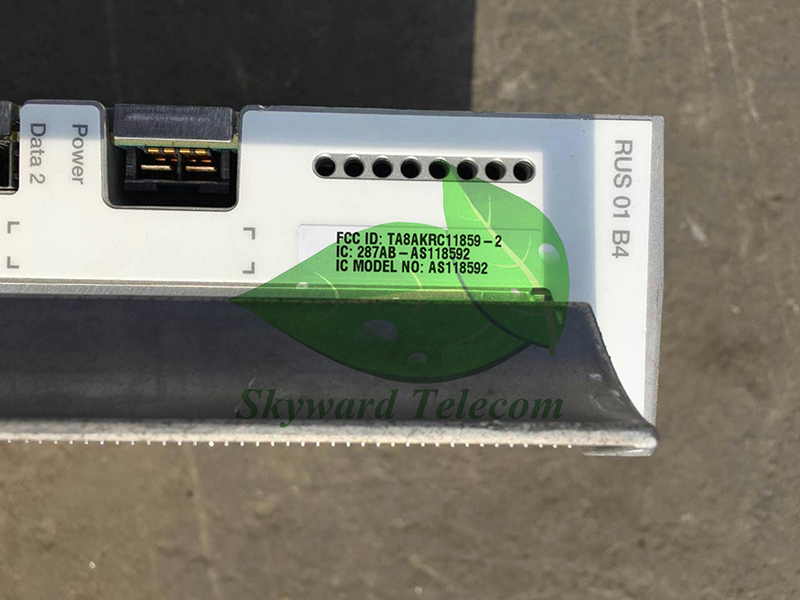 Data 2
Power
RUS 01 B4
FCC ID: TA8AKRC11859-2
IC: 287AB-AS118592
IC MODEL NO: AS118592
Skyward Telecom